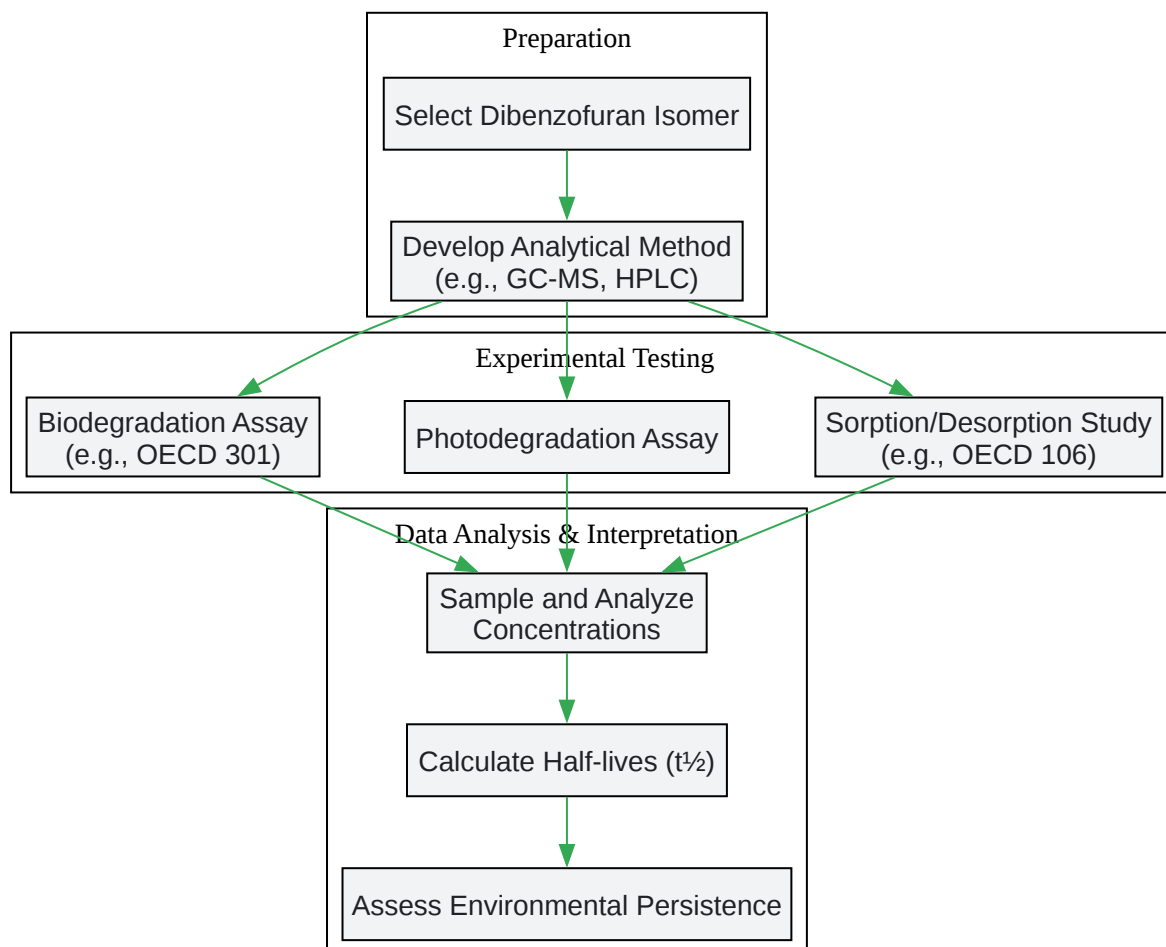 Preparation
Select Dibenzofuran Isomer
Develop Analytical Method
(e.g., GC-MS, HPLC)
Experimental Testing
Biodegradation Assay
(e.g., OECD 301)
Photodegradation Assay
Sorption/Desorption Study
(e.g., OECD 106)
Data Analysis & Interpretation
Sample and Analyze
Concentrations
Calculate Half-lives (t½)
Assess Environmental Persistence